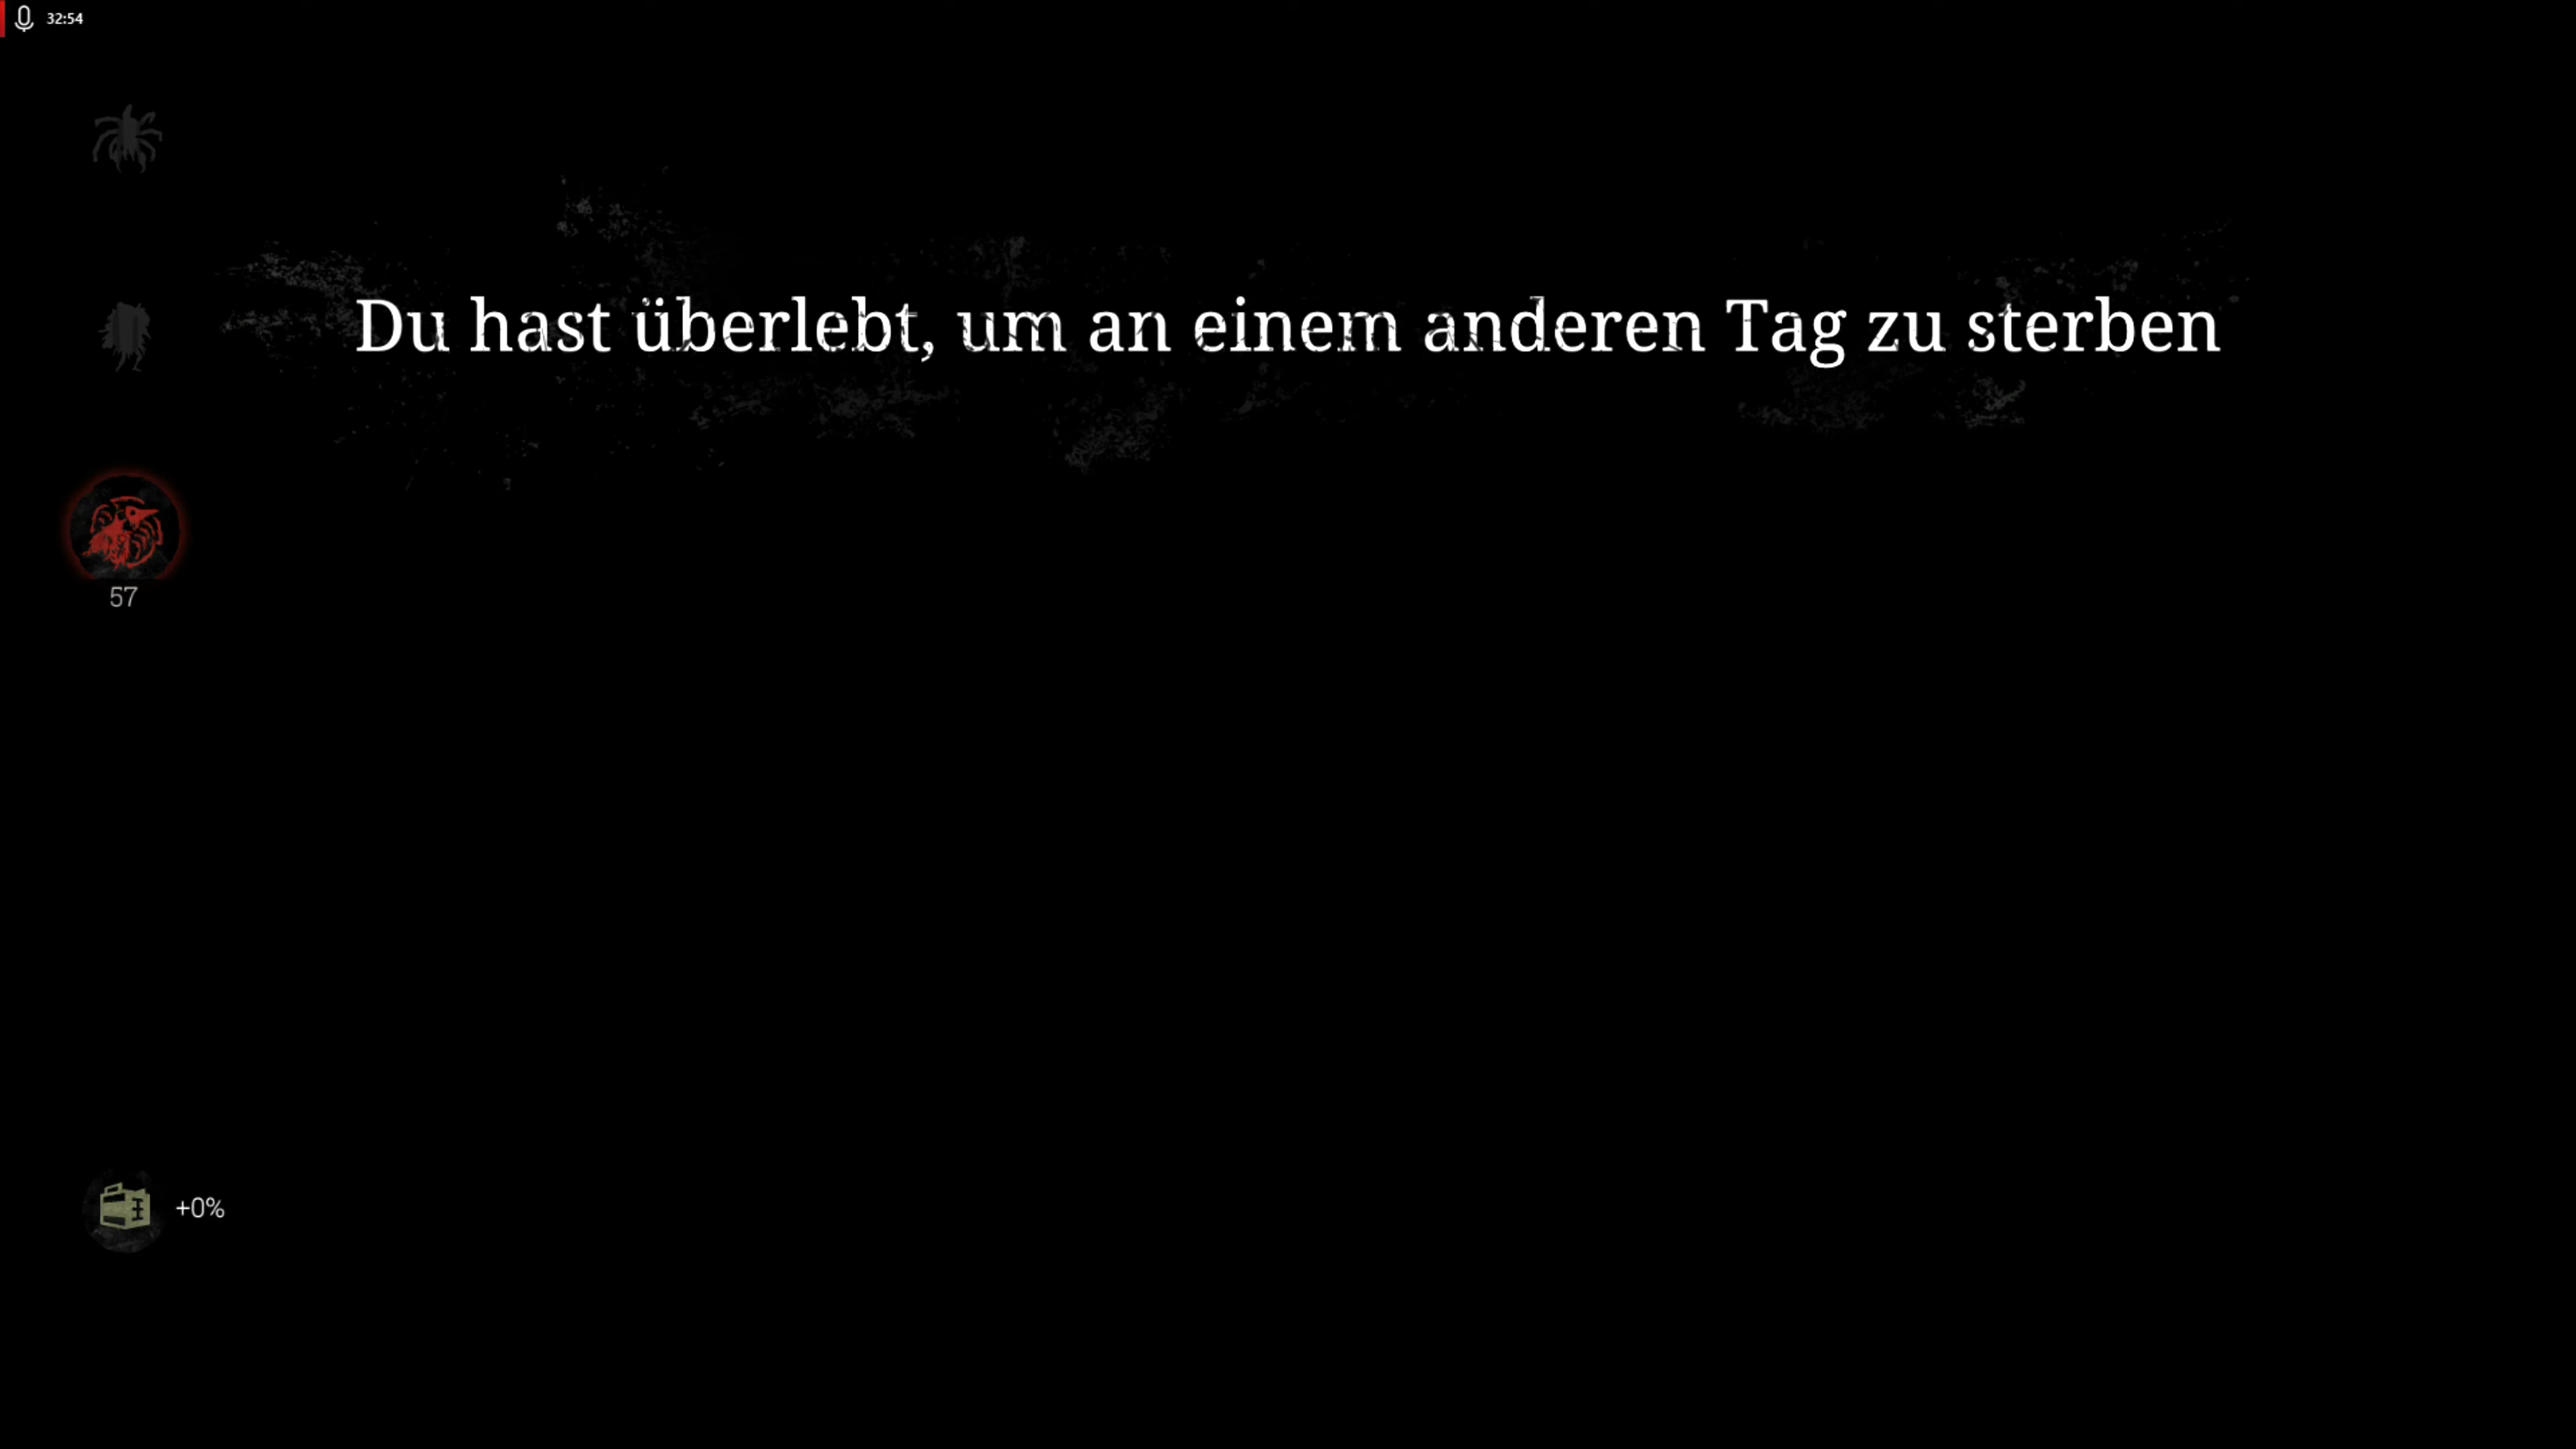 32:54
Du hast überlebt, um an einem anderen Tag zu sterben
57
+0%